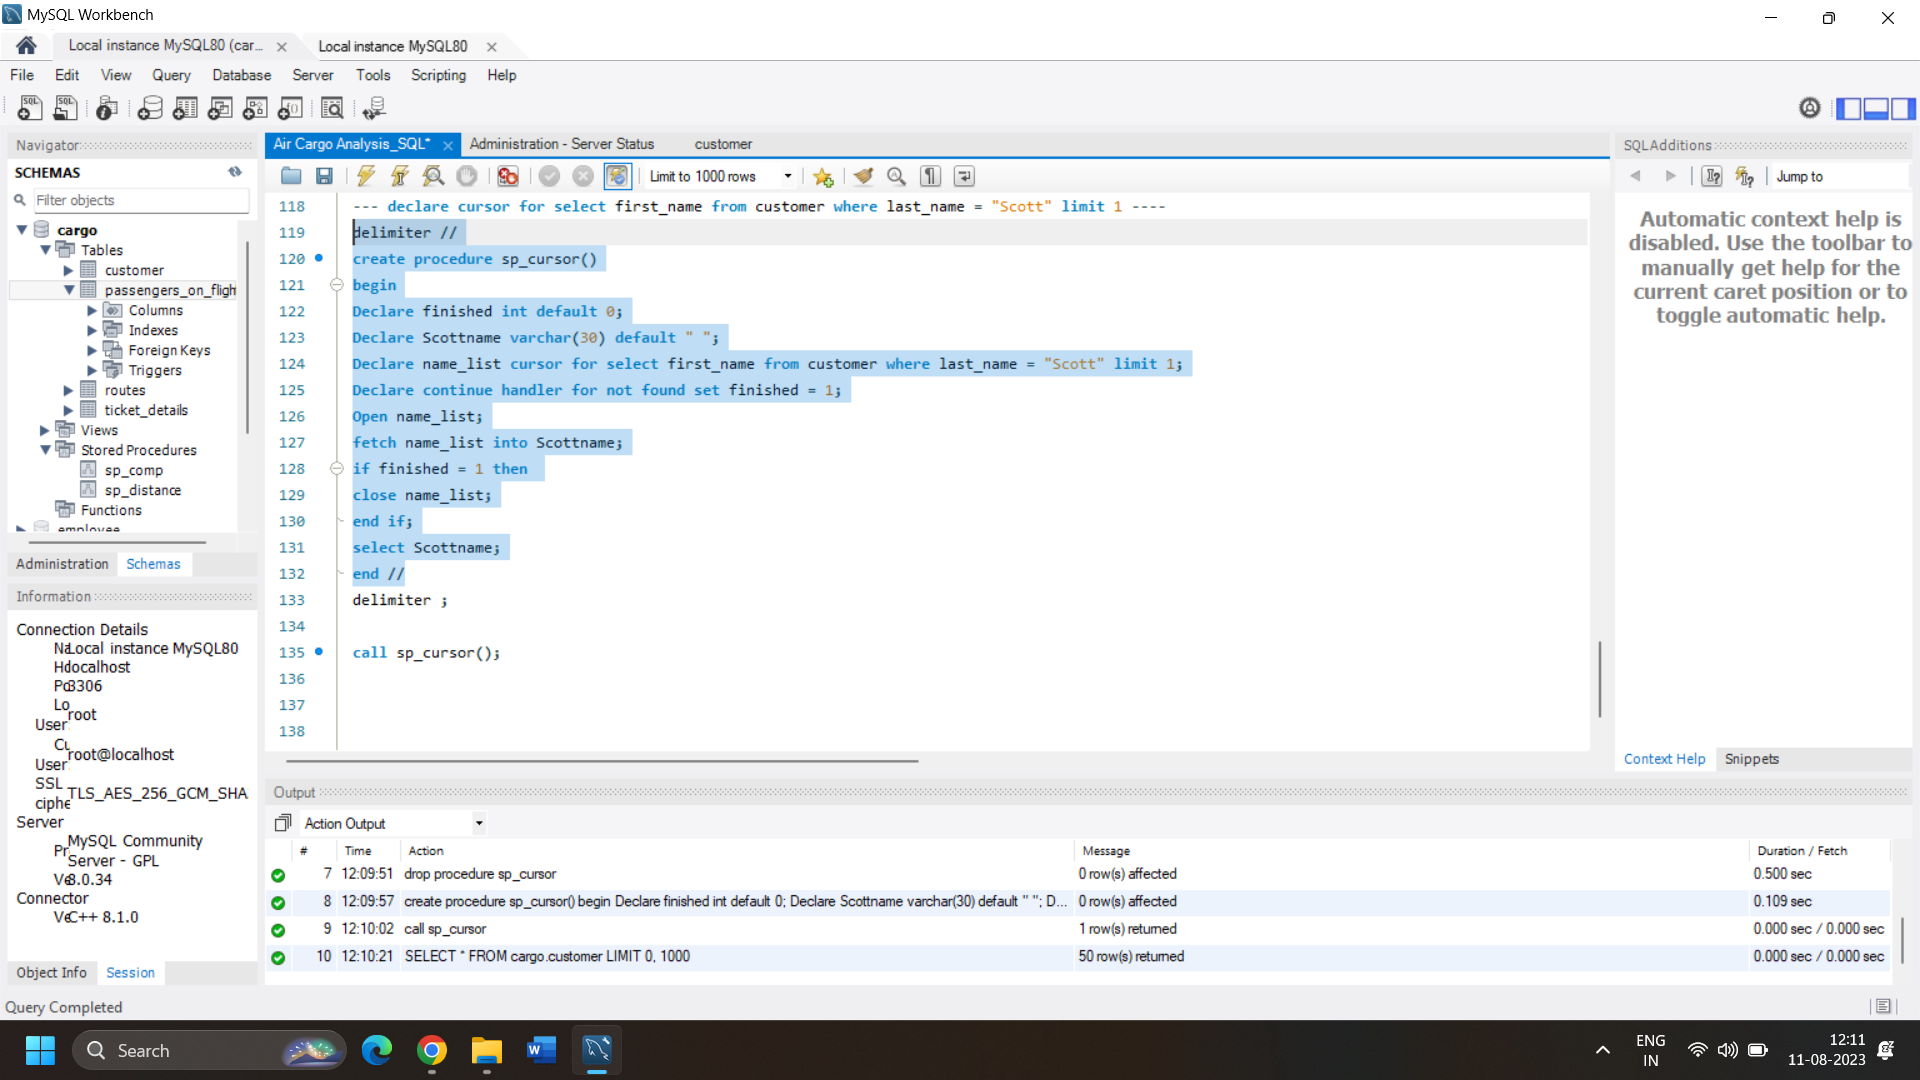 MySQL Workbench
Local instance MySQL80 (car...
Local instance MySQL80
File Edit View Query Database Server Tools Scripting Help
Navigator
SCHEMAS
Filter objects
cargo
Tables
customer
passengers_on_fligh
Columns
Indexes
Foreign Keys
Triggers
routes
ticket_details
Views
Stored Procedures
sp_comp
sp_distance
Functions
employee
Administration Schemas
Information
Connection Details
Local instance MySQL80
localhost
3306
Lo
root
User
Cu
root@localhost
User
SSL
ciphe
TLS_AES_256_GCM_SHA
Server
Pr
MySQL Community
Server - GPL
Ve
8.0.34
Connector
Ve
C++ 8.1.0
Object Info Session
Query Completed
Air Cargo Analysis_SQL* Administration - Server Status customer
Limit to 1000 rows
118 --- declare cursor for select first_name from customer where last_name = "Scott" limit 1 ----
119 delimiter //
120 create procedure sp_cursor()
121 begin
122 Declare finished int default 0;
123 Declare Scottname varchar(30) default " ";
124 Declare name_list cursor for select first_name from customer where last_name = "Scott" limit 1;
125 Declare continue handler for not found set finished = 1;
126 Open name_list;
127 fetch name_list into Scottname;
128 if finished = 1 then
129 close name_list;
130 end if;
131 select Scottname;
132 end //
133 delimiter ;
134
135 call sp_cursor();
136
137
138
Output
Action Output
# Time Action Message Duration / Fetch
7 12:09:51 drop procedure sp_cursor 0 row(s) affected 0.500 sec
8 12:09:57 create procedure sp_cursor() begin Declare finished int default 0; Declare Scottname varchar(30) default " "; D... 0 row(s) affected 0.109 sec
9 12:10:02 call sp_cursor 1 row(s) returned 0.000 sec / 0.000 sec
10 12:10:21 SELECT * FROM cargo.customer LIMIT 0, 1000 50 row(s) returned 0.000 sec / 0.000 sec
SQLAdditions
Jump to
Automatic context help is
disabled. Use the toolbar to
manually get help for the
current caret position or to
toggle automatic help.
Context Help Snippets
Search
ENG
IN
12:11
11-08-2023